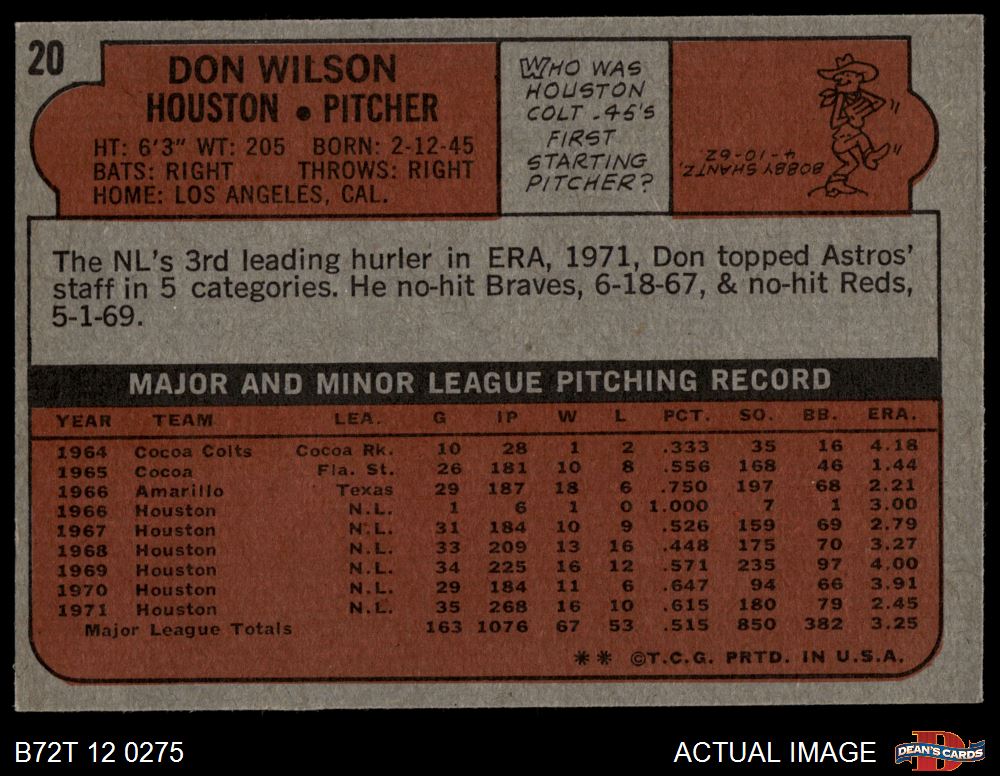 20
DON WILSON
HOUSTON • PITCHER
HT: 6'3" WT: 205 BORN: 2-12-45
BATS: RIGHT THROWS: RIGHT
HOME: LOS ANGELES, CAL.
WHO WAS
HOUSTON
COLT .45'S
FIRST
STARTING
PITCHER?
BOBBY SHANTZ,
4-10-62.
The NL's 3rd leading hurler in ERA, 1971, Don topped Astros'
staff in 5 categories. He no-hit Braves, 6-18-67, & no-hit Reds,
5-1-69.
MAJOR AND MINOR LEAGUE PITCHING RECORD
YEAR TEAM LEA. G IP W L PCT. SO. BB. ERA.
1964 Cocoa Colts Cocoa Rk. 10 28 1 2 .333 35 16 4.18
1965 Cocoa Fla. St. 26 181 10 8 .556 168 46 1.44
1966 Amarillo Texas 29 187 18 6 .750 197 68 2.21
1966 Houston N.L. 1 6 1 0 1.000 7 1 3.00
1967 Houston N.L. 31 184 10 9 .526 159 69 2.79
1968 Houston N.L. 33 209 13 16 .448 175 70 3.27
1969 Houston N.L. 34 225 16 12 .571 235 97 4.00
1970 Houston N.L. 29 184 11 6 .647 94 66 3.91
1971 Houston N.L. 35 268 16 10 .615 180 79 2.45
Major League Totals 163 1076 67 53 .515 850 382 3.25
** ©T.C.G. PRTD. IN U.S.A.
B72T 12 0275
ACTUAL IMAGE
D
DEAN'S CARDS